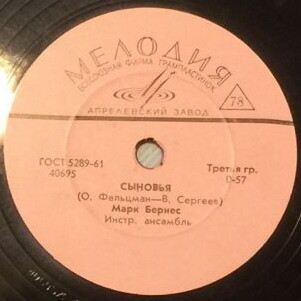 МЕЛОДИЯ
ВСЕСОЮЗНАЯ ФИРМА ГРАМПЛАСТИНОК
78
АПРЕЛЕВСКИЙ ЗАВОД
ГОСТ 5289-61
40695
Третья гр.
0-57
СЫНОВЬЯ
(О. Фельцман—В. Сергеев)
Марк Бернес
Инстр. ансамбль